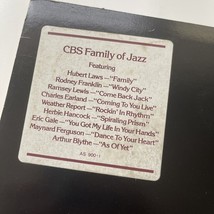 CBS Family of Jazz
Featuring
Hubert Laws—"Family"
Rodney Franklin—"Windy City"
Ramsey Lewis—"Come Back Jack"
Charles Earland—"Coming To You Live"
Weather Report—"Rockin' In Rhythm"
Herbie Hancock—"Spiraling Prism"
Eric Gale—"You Got My Life In Your Hands"
Maynard Ferguson—"Dance To Your Heart"
Arthur Blythe—"As Of Yet"